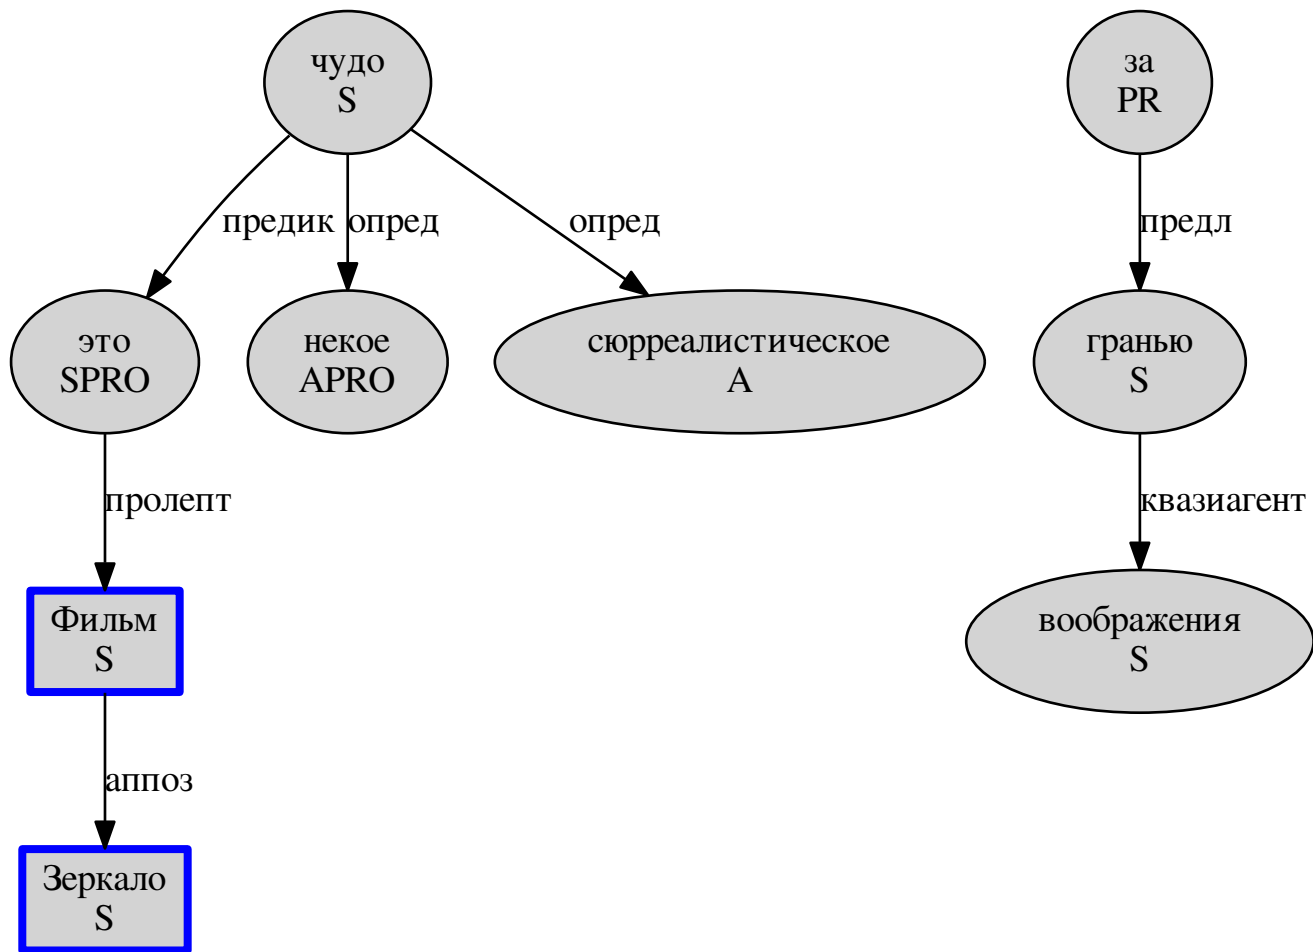 чудо
S
за
PR
предик
опред
опред
предл
это
SPRO
некое
APRO
сюрреалистическое
A
гранью
S
пролепт
квазиагент
Фильм
S
воображения
S
аппоз
Зеркало
S